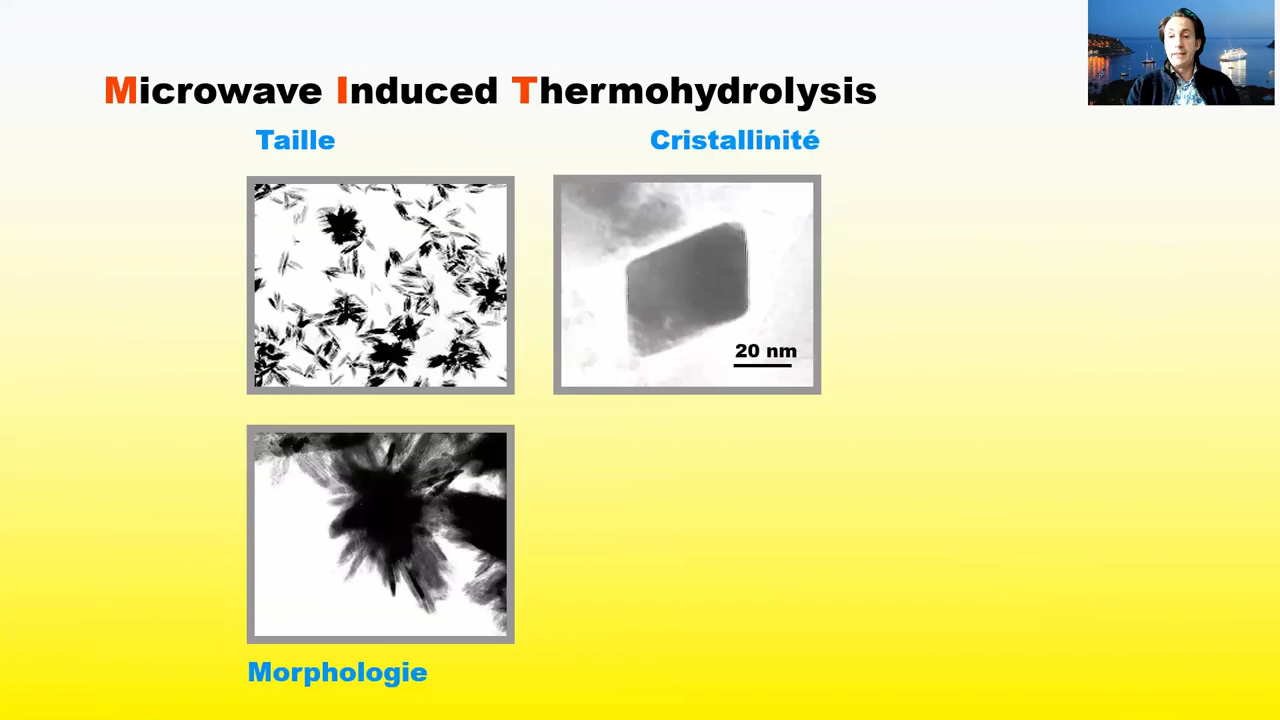 Microwave Induced Thermohydrolysis
Taille
Cristallinité
20 nm
Morphologie